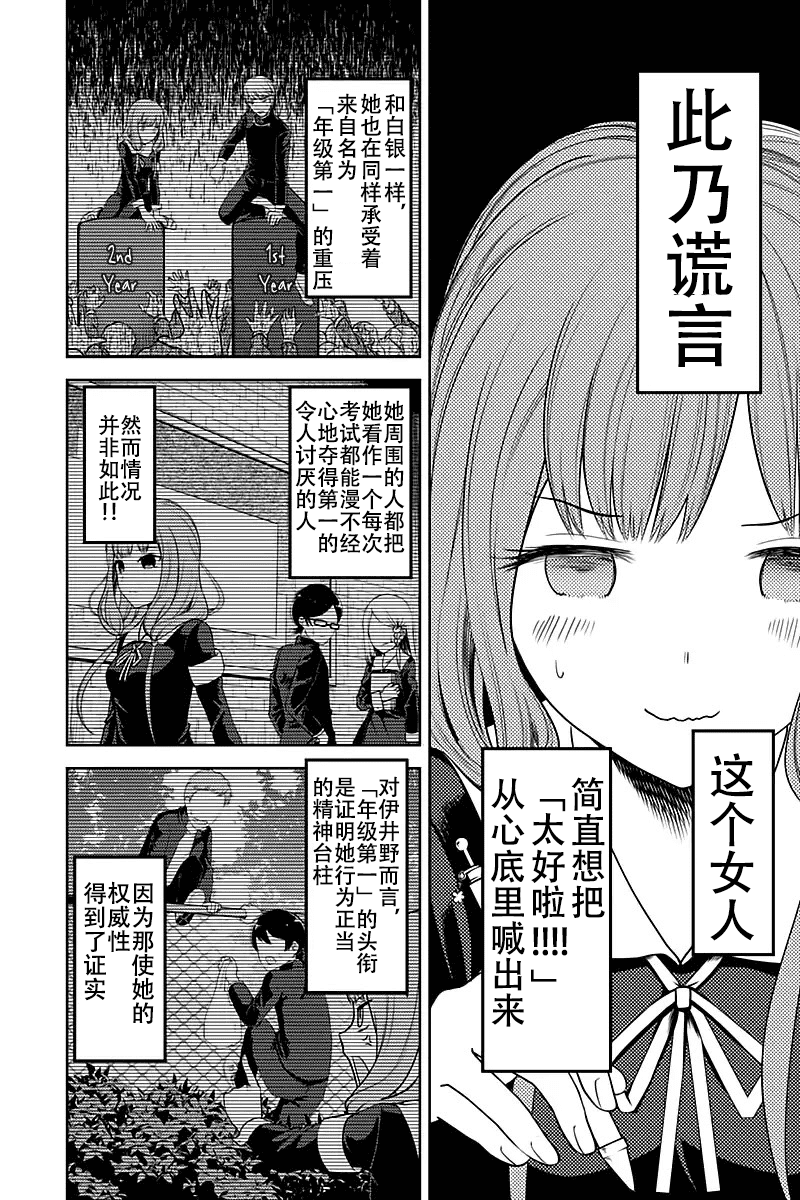 此乃谎言
这个女人
简直想把
「太好啦!!!!」
从心底里喊出来
和白银一样,
她也在同样承受着
来自名为
「年级第一」的重压
1st
Year
2nd
Year
她周围的人都把
她看作一个每次
考试都能漫不经
心地夺得第一的
令人讨厌的人
然而情况
并非如此!!
对伊井野而言,
「年级第一」的头衔
是证明她行为正当
的精神台柱
因为那使她的
权威性
得到了证实